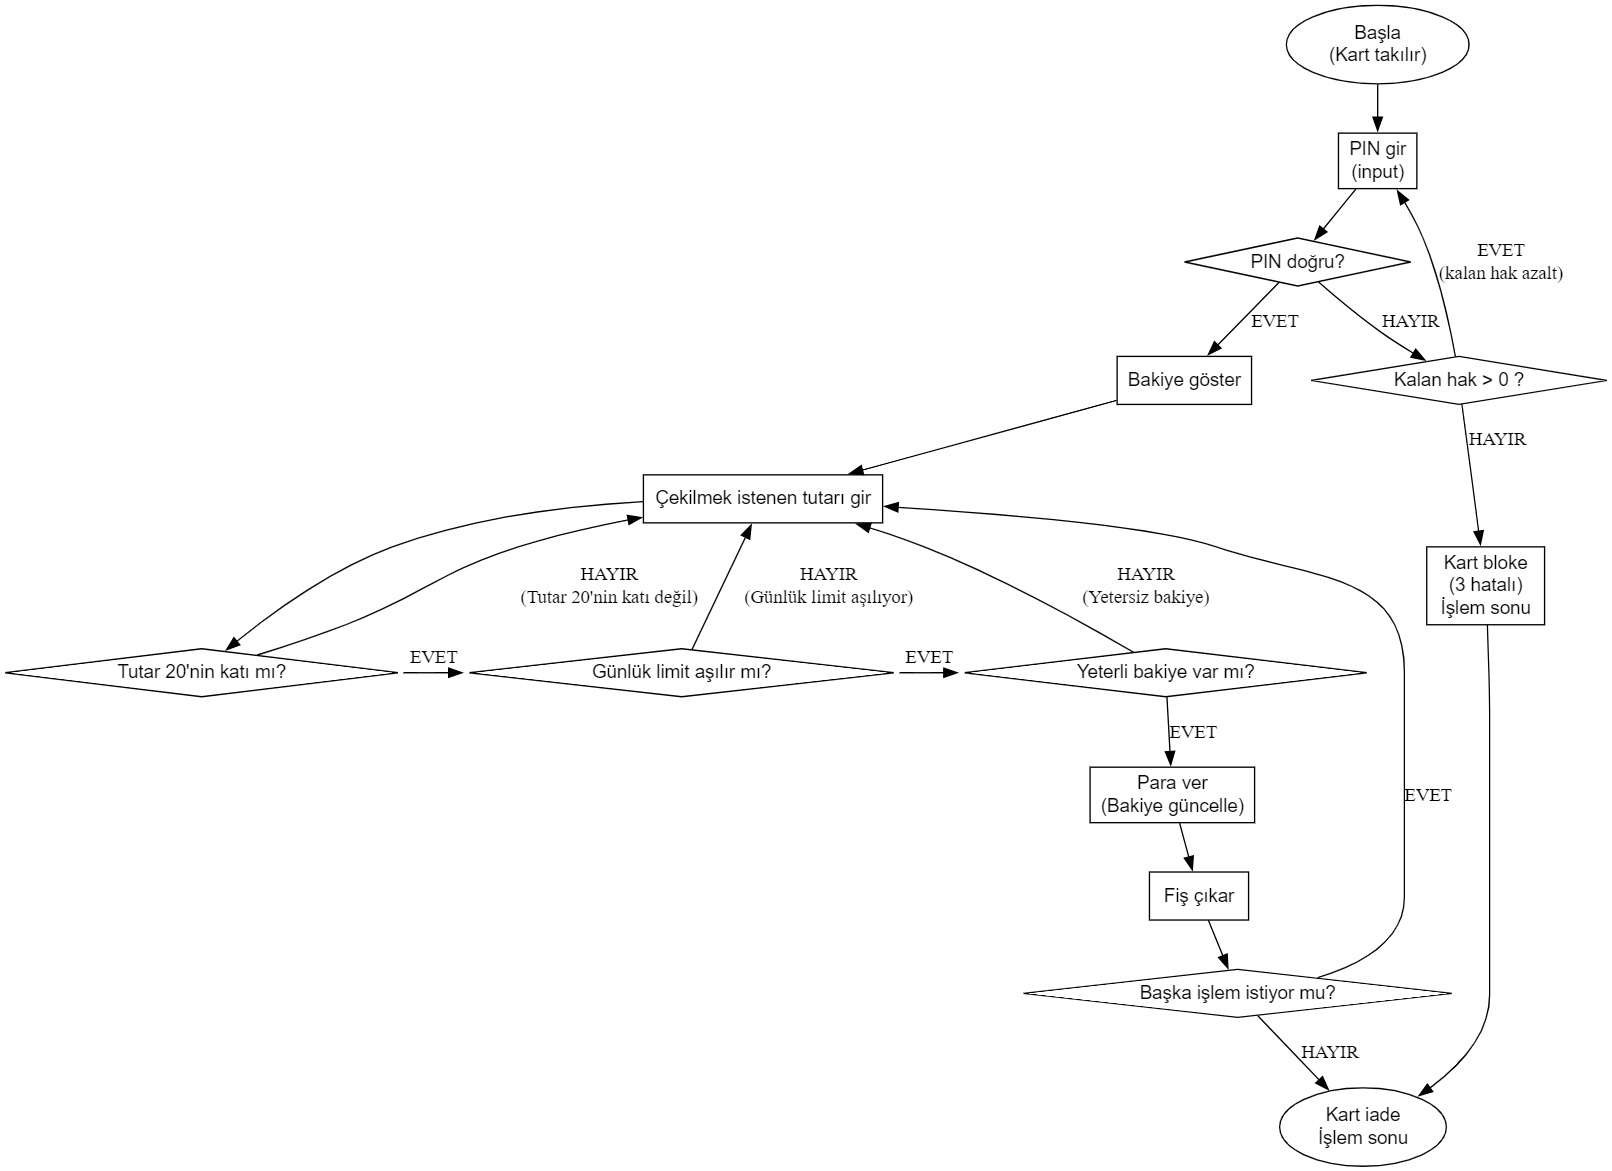 Başla
(Kart takılır)
PIN gir
(input)
PIN doğru?
EVET
(kalan hak azalt)
EVET
HAYIR
Bakiye göster
Kalan hak > 0 ?
HAYIR
Çekilmek istenen tutarı gir
HAYIR
(Tutar 20'nin katı değil)
HAYIR
(Günlük limit aşılıyor)
HAYIR
(Yetersiz bakiye)
Kart bloke
(3 hatalı)
İşlem sonu
Tutar 20'nin katı mı?
EVET
Günlük limit aşılır mı?
EVET
Yeterli bakiye var mı?
EVET
Para ver
(Bakiye güncelle)
EVET
Fiş çıkar
Başka işlem istiyor mu?
HAYIR
Kart iade
İşlem sonu